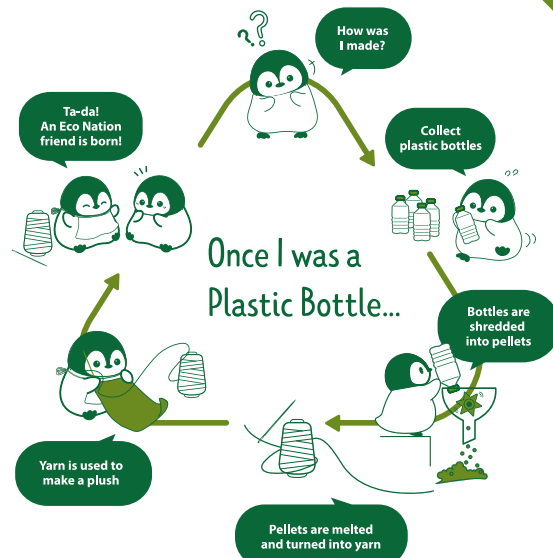 How was
I made?
Collect
plastic bottles
Bottles are
shredded
into pellets
Pellets are melted
and turned into yarn
Yarn is used to
make a plush
Ta-da!
An Eco Nation
friend is born!
Once I was a
Plastic Bottle...
???